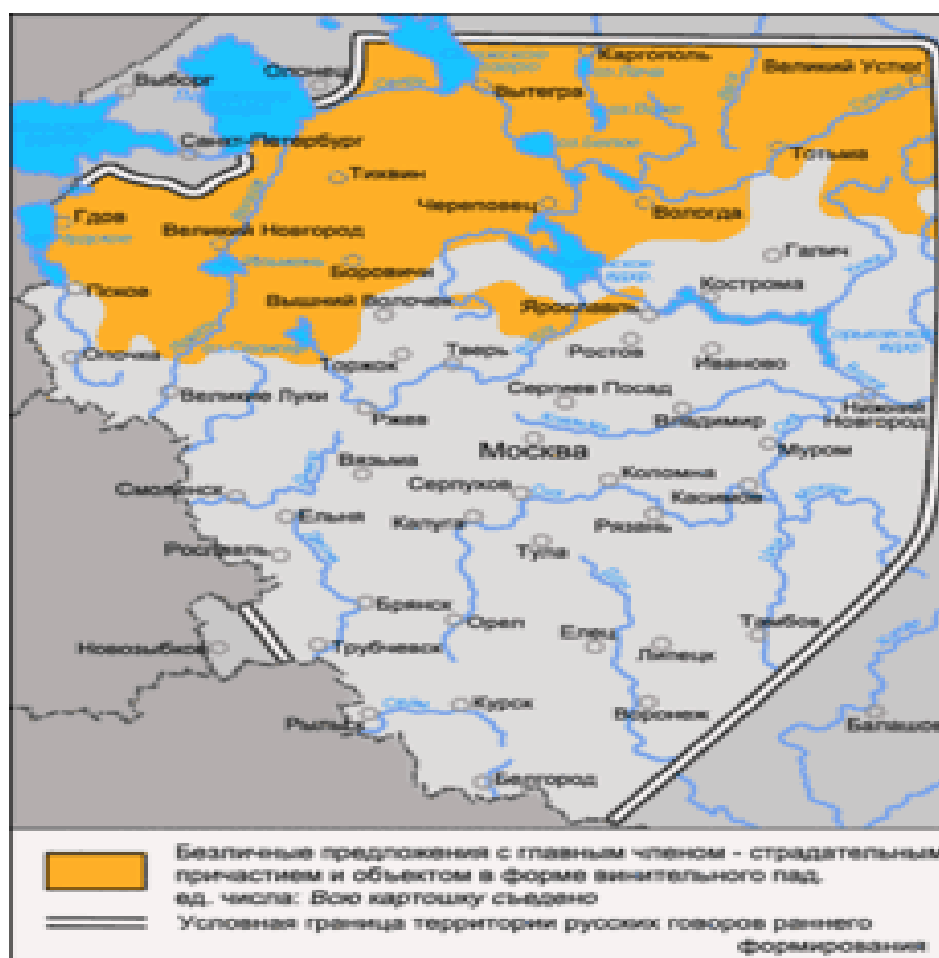 Каргополь
Великий Устюг
Олонец
Выборг
Вытегра
Санкт-Петербург
Тихвин
Тотьма
Череповец
Вологда
Гдов
Великий Новгород
Галич
Боровичи
Псков
Кострома
Вышний Волочек
Ярославль
Опочка
Торжок
Тверь
Ростов
Иваново
Великие Луки
Сергиев Посад
Ржев
Владимир
Нижний
Новгород
Москва
Муром
Вязьма
Смоленск
Серпухов
Коломна
Касимов
Ельня
Калуга
Рязань
Рославль
Тула
Брянск
Орел
Елец
Тамбов
Новозыбков
Трубчевск
Липецк
Курск
Рыльск
Воронеж
Балашов
Белгород
Безличные предложения с главным членом - страдательным
причастием и объектом в форме винительного пад.
ед. числа: Всю картошку съедено
Условная граница территории русских говоров раннего
формирования